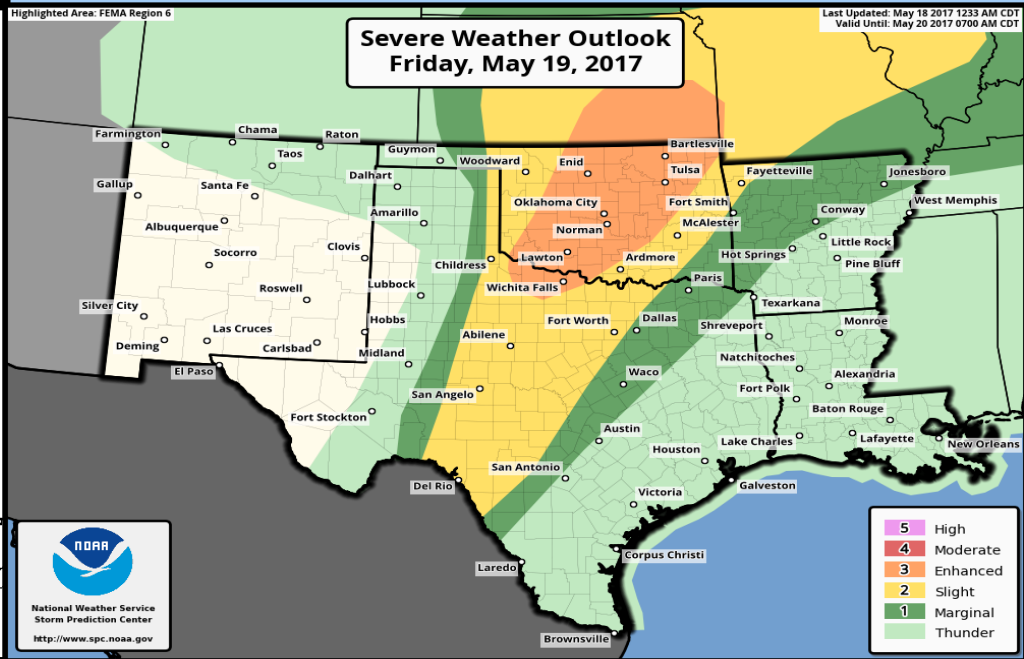 Highlighted Area: FEMA Region 6
Last Updated: May 18 2017 1233 AM CDT
Valid Until: May 20 2017 0700 AM CDT
Severe Weather Outlook
Friday, May 19, 2017
Farmington
Chama
Raton
Taos
Guymon
Woodward
Enid
Bartlesville
Tulsa
Dalhart
Gallup
Santa Fe
Fayetteville
Jonesboro
Oklahoma City
Fort Smith
West Memphis
Amarillo
Conway
Albuquerque
Norman
McAlester
Little Rock
Socorro
Clovis
Childress
Lawton
Ardmore
Hot Springs
Pine Bluff
Roswell
Lubbock
Wichita Falls
Paris
Silver City
Texarkana
Hobbs
Fort Worth
Dallas
Shreveport
Monroe
Las Cruces
Abilene
Deming
Carlsbad
Midland
Natchitoches
El Paso
Waco
Alexandria
San Angelo
Fort Polk
Fort Stockton
Baton Rouge
Austin
Lake Charles
Lafayette
New Orleans
Houston
San Antonio
Del Rio
Galveston
Victoria
Corpus Christi
Laredo
Brownsville
NOAA
National Weather Service
Storm Prediction Center
http://www.spc.noaa.gov
5 High
4 Moderate
3 Enhanced
2 Slight
1 Marginal
Thunder